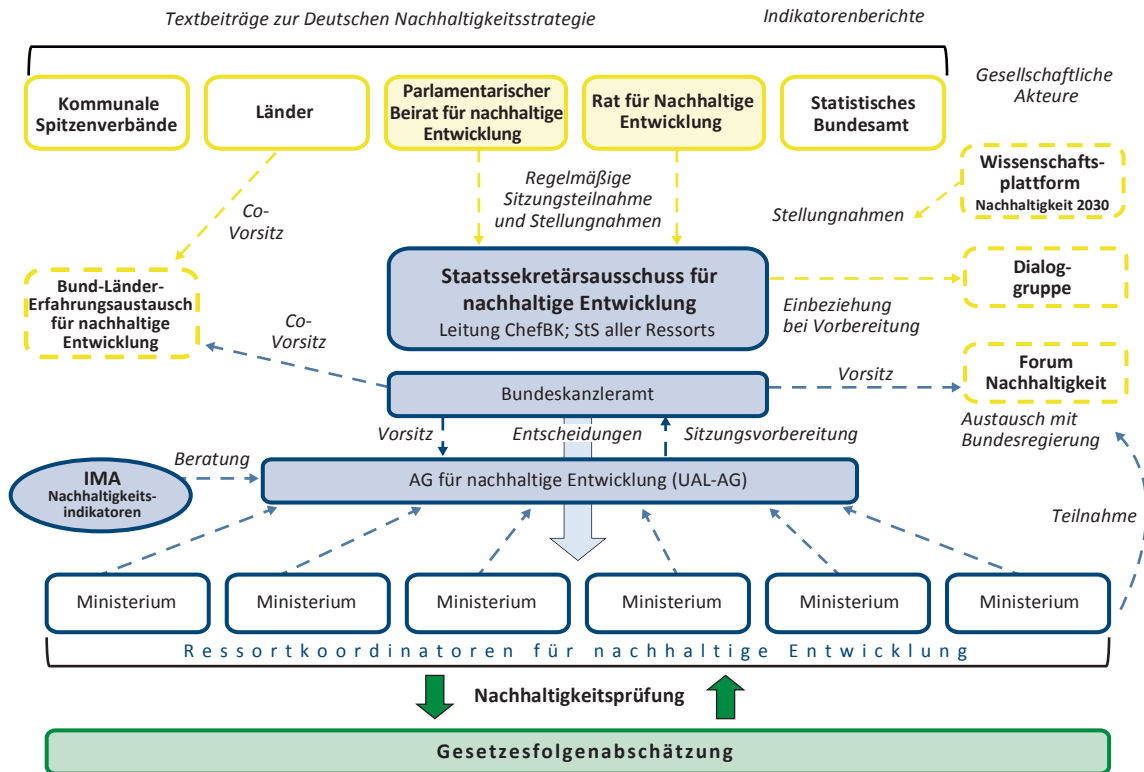 Textbeiträge zur Deutschen Nachhaltigkeitsstrategie
Indikatorenberichte
Kommunale
Spitzenverbände
Länder
Parlamentarischer
Beirat für nachhaltige
Entwicklung
Rat für Nachhaltige
Entwicklung
Statistisches
Bundesamt
Gesellschaftliche
Akteure
Wissenschafts-
plattform
Nachhaltigkeit 2030
Co-
Vorsitz
Regelmäßige
Sitzungsteilnahme
und Stellungnahmen
Stellungnahmen
Bund-Länder-
Erfahrungsaustausch
für nachhaltige
Entwicklung
Staatssekretärsausschuss für
nachhaltige Entwicklung
Leitung ChefBK; StS aller Ressorts
Dialog-
gruppe
Einbeziehung
bei Vorbereitung
Co-
Vorsitz
Bundeskanzleramt
Vorsitz
Forum
Nachhaltigkeit
Austausch mit
Bundesregierung
Vorsitz
Entscheidungen
Sitzungsvorbereitung
IMA
Nachhaltigkeits-
indikatoren
Beratung
AG für nachhaltige Entwicklung (UAL-AG)
Teilnahme
Ministerium
Ministerium
Ministerium
Ministerium
Ministerium
Ministerium
Ressortkoordinatoren für nachhaltige Entwicklung
Nachhaltigkeitsprüfung
Gesetzesfolgenabschätzung